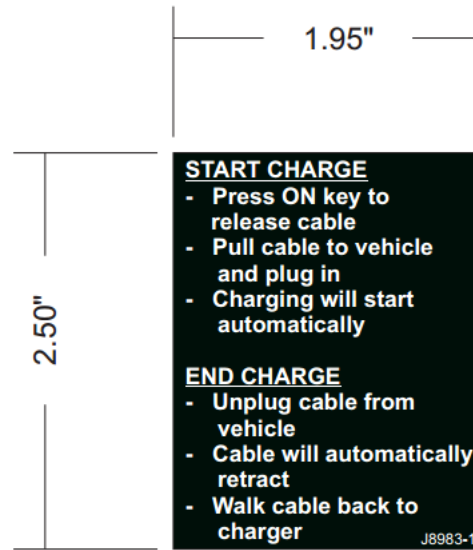 1.95"
2.50"
START CHARGE
- Press ON key to
release cable
- Pull cable to vehicle
and plug in
- Charging will start
automatically
END CHARGE
- Unplug cable from
vehicle
- Cable will automatically
retract
- Walk cable back to
charger
J8983-1